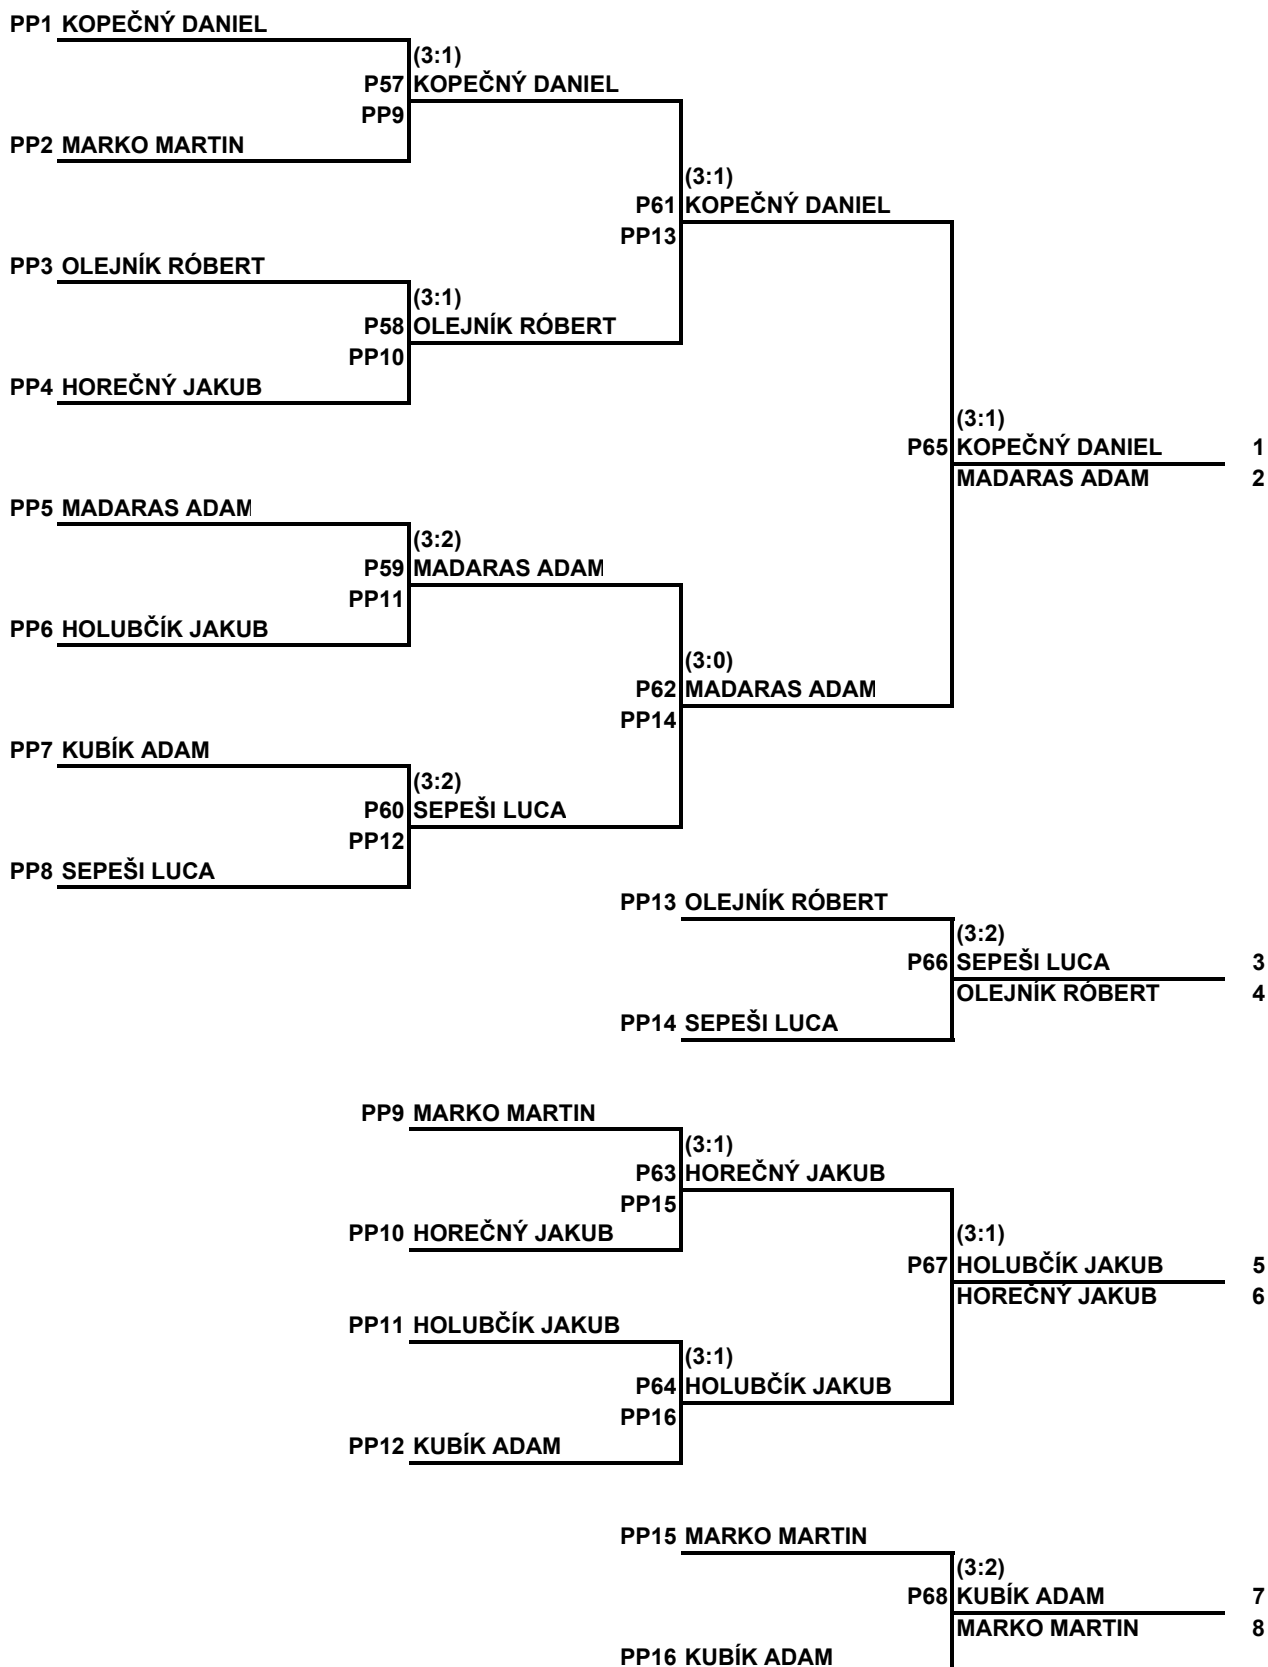 PP1 KOPEČNÝ DANIEL
(3:1)
P57 KOPEČNÝ DANIEL
PP9
PP2 MARKO MARTIN
(3:1)
P61 KOPEČNÝ DANIEL
PP13
PP3 OLEJNÍK RÓBERT
(3:1)
P58 OLEJNÍK RÓBERT
PP10
PP4 HOREČNÝ JAKUB
(3:1)
P65 KOPEČNÝ DANIEL 1
MADARAS ADAM 2
PP5 MADARAS ADAM
(3:2)
P59 MADARAS ADAM
PP11
PP6 HOLUBČÍK JAKUB
(3:0)
P62 MADARAS ADAM
PP14
PP7 KUBÍK ADAM
(3:2)
P60 SEPEŠI LUCA
PP12
PP8 SEPEŠI LUCA
PP13 OLEJNÍK RÓBERT
(3:2)
P66 SEPEŠI LUCA 3
OLEJNÍK RÓBERT 4
PP14 SEPEŠI LUCA
PP9 MARKO MARTIN
(3:1)
P63 HOREČNÝ JAKUB
PP15
PP10 HOREČNÝ JAKUB
(3:1)
P67 HOLUBČÍK JAKUB 5
HOREČNÝ JAKUB 6
PP11 HOLUBČÍK JAKUB
(3:1)
P64 HOLUBČÍK JAKUB
PP16
PP12 KUBÍK ADAM
PP15 MARKO MARTIN
(3:2)
P68 KUBÍK ADAM 7
MARKO MARTIN 8
PP16 KUBÍK ADAM